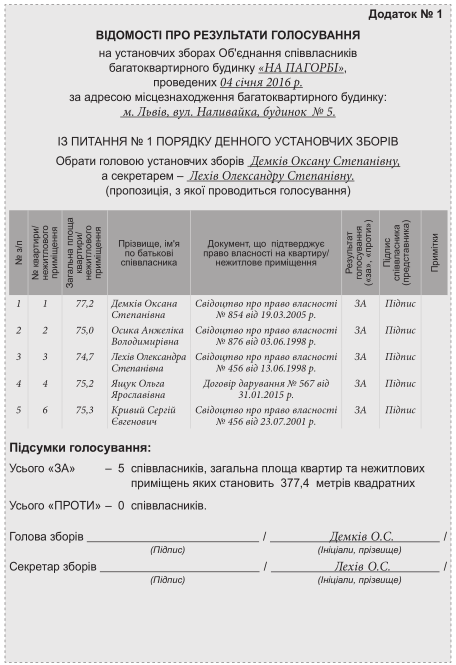 Додаток № 1
ВІДОМОСТІ ПРО РЕЗУЛЬТАТИ ГОЛОСУВАННЯ
на установчих зборах Об'єднання співвласників
багатоквартирного будинку «НА ПАГОРБІ»,
проведених 04 січня 2016 р.
за адресою місцезнаходження багатоквартирного будинку:
м. Львів, вул. Наливайка, будинок № 5.
ІЗ ПИТАННЯ № 1 ПОРЯДКУ ДЕННОГО УСТАНОВЧИХ ЗБОРІВ
Обрати головою установчих зборів Демків Оксану Степанівну,
а секретарем – Лехів Олександру Степанівну.
(пропозиція, з якої проводиться голосування)
№ з/п
№ квартири/
нежитлового
приміщення
Загальна площа
квартири/
нежитлового
приміщення
Прізвище, ім'я
по батькові
співвласника
Документ, що підтверджує
право власності на квартиру/
нежитлове приміщення
Результат
голосування
(«за», «проти»)
Підпис
співвласника
(представника)
Примітки
1 1 77,2 Демків Оксана Свідоцтво про право власності ЗА Підпис
Степанівна № 854 від 19.03.2005 р.
2 2 75,0 Осика Анжеліка Свідоцтво про право власності ЗА Підпис
Володимирівна № 876 від 03.06.1998 р.
3 3 74,7 Лехів Олександра Свідоцтво про право власності ЗА Підпис
Степанівна № 456 від 13.06.1998 р.
4 4 75,2 Ящук Ольга Договір дарування № 567 від ЗА Підпис
Ярославівна 31.01.2015 р.
5 6 75,3 Кривий Сергій Свідоцтво про право власності ЗА Підпис
Євгенович № 456 від 23.07.2001 р.
Підсумки голосування:
Усього «ЗА» – 5 співвласників, загальна площа квартир та нежитлових
приміщень яких становить 377,4 метрів квадратних
Усього «ПРОТИ» – 0 співвласників.
Голова зборів / Демків О.С. /
(Підпис) (Ініціали, прізвище)
Секретар зборів / Лехів О.С. /
(Підпис) (Ініціали, прізвище)